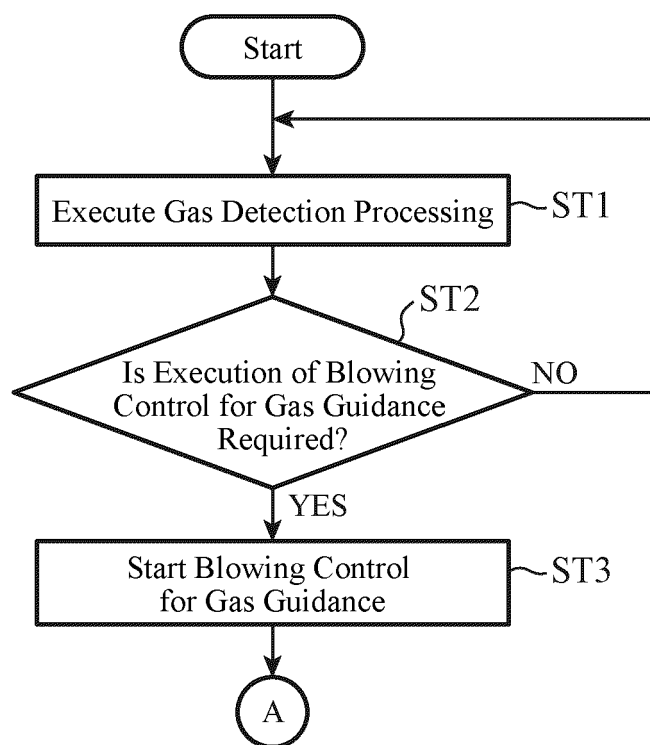 Start
Execute Gas Detection Processing
ST1
ST2
Is Execution of Blowing
Control for Gas Guidance
Required?
NO
YES
Start Blowing Control
for Gas Guidance
ST3
A